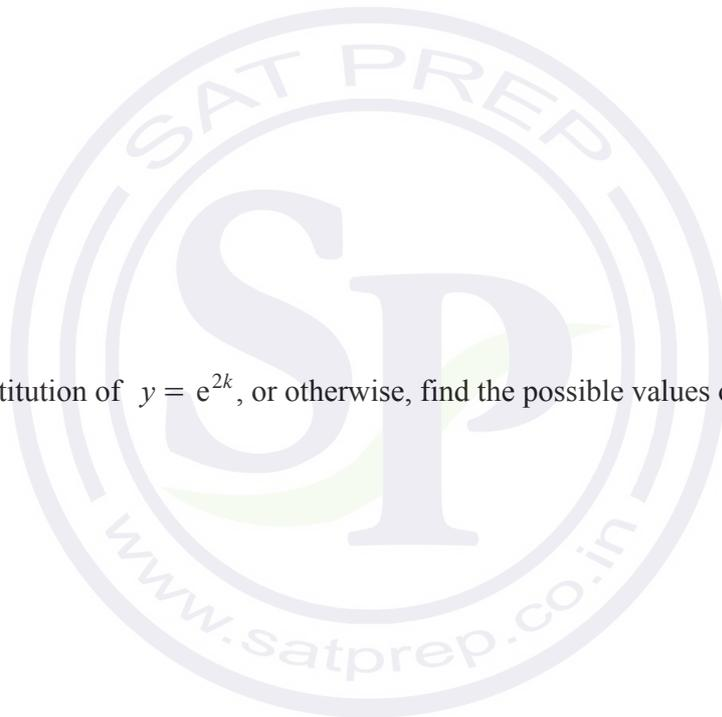 SAT PREP
SP
titution of y = e^{2k}, or otherwise, find the possible values
www.satprep.co.in